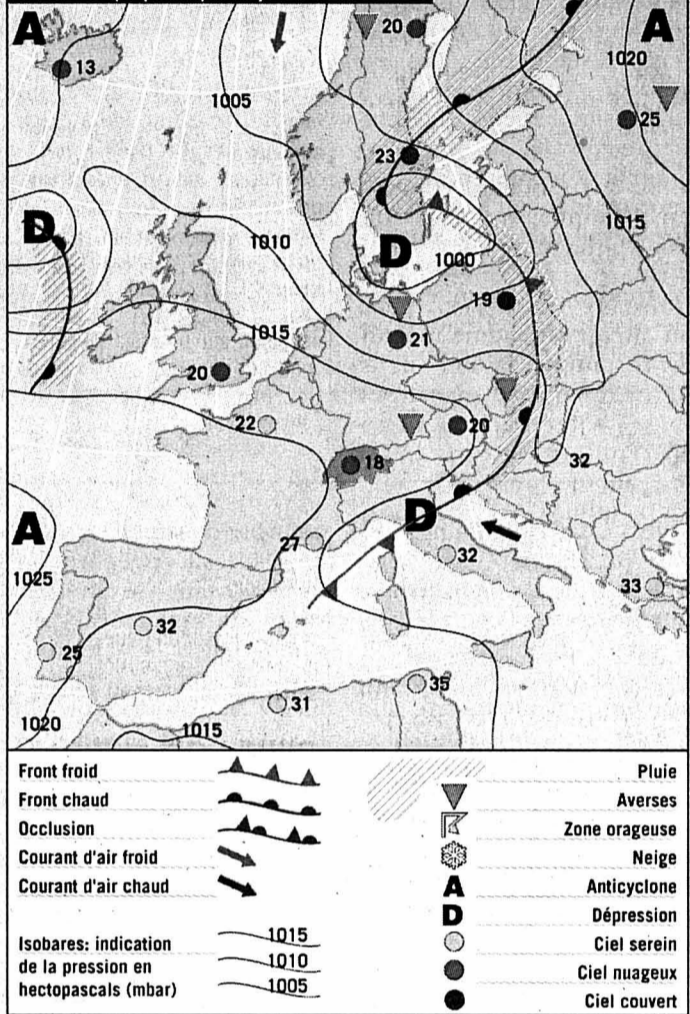 A
A
20
13
1020
25
1005
23
1015
D
D
1010
1000
19
1015
21
20
22
20
18
32
A
D
27
32
1025
33
32
25
35
31
1020
1015
Front froid
Front chaud
Occlusion
Courant d'air froid
Courant d'air chaud
Isobares: indication
de la pression en
hectopascals (mbar)
1015
1010
1005
Pluie
Averses
Zone orageuse
Neige
A Anticyclone
D Dépression
Ciel serein
Ciel nuageux
Ciel couvert